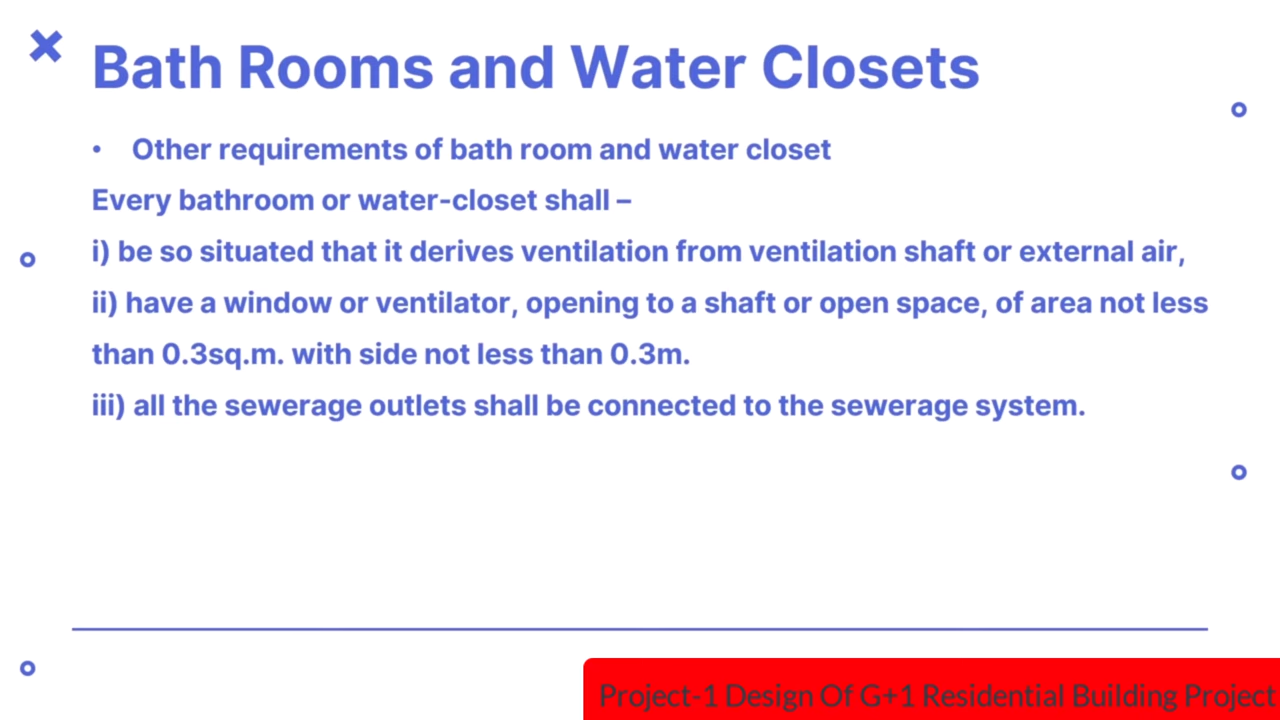 Bath Rooms and Water Closets
• Other requirements of bath room and water closet
Every bathroom or water-closet shall –
i) be so situated that it derives ventilation from ventilation shaft or external air,
ii) have a window or ventilator, opening to a shaft or open space, of area not less
than 0.3sq.m. with side not less than 0.3m.
iii) all the sewerage outlets shall be connected to the sewerage system.
Project-1 Design Of G+1 Residential Building Project